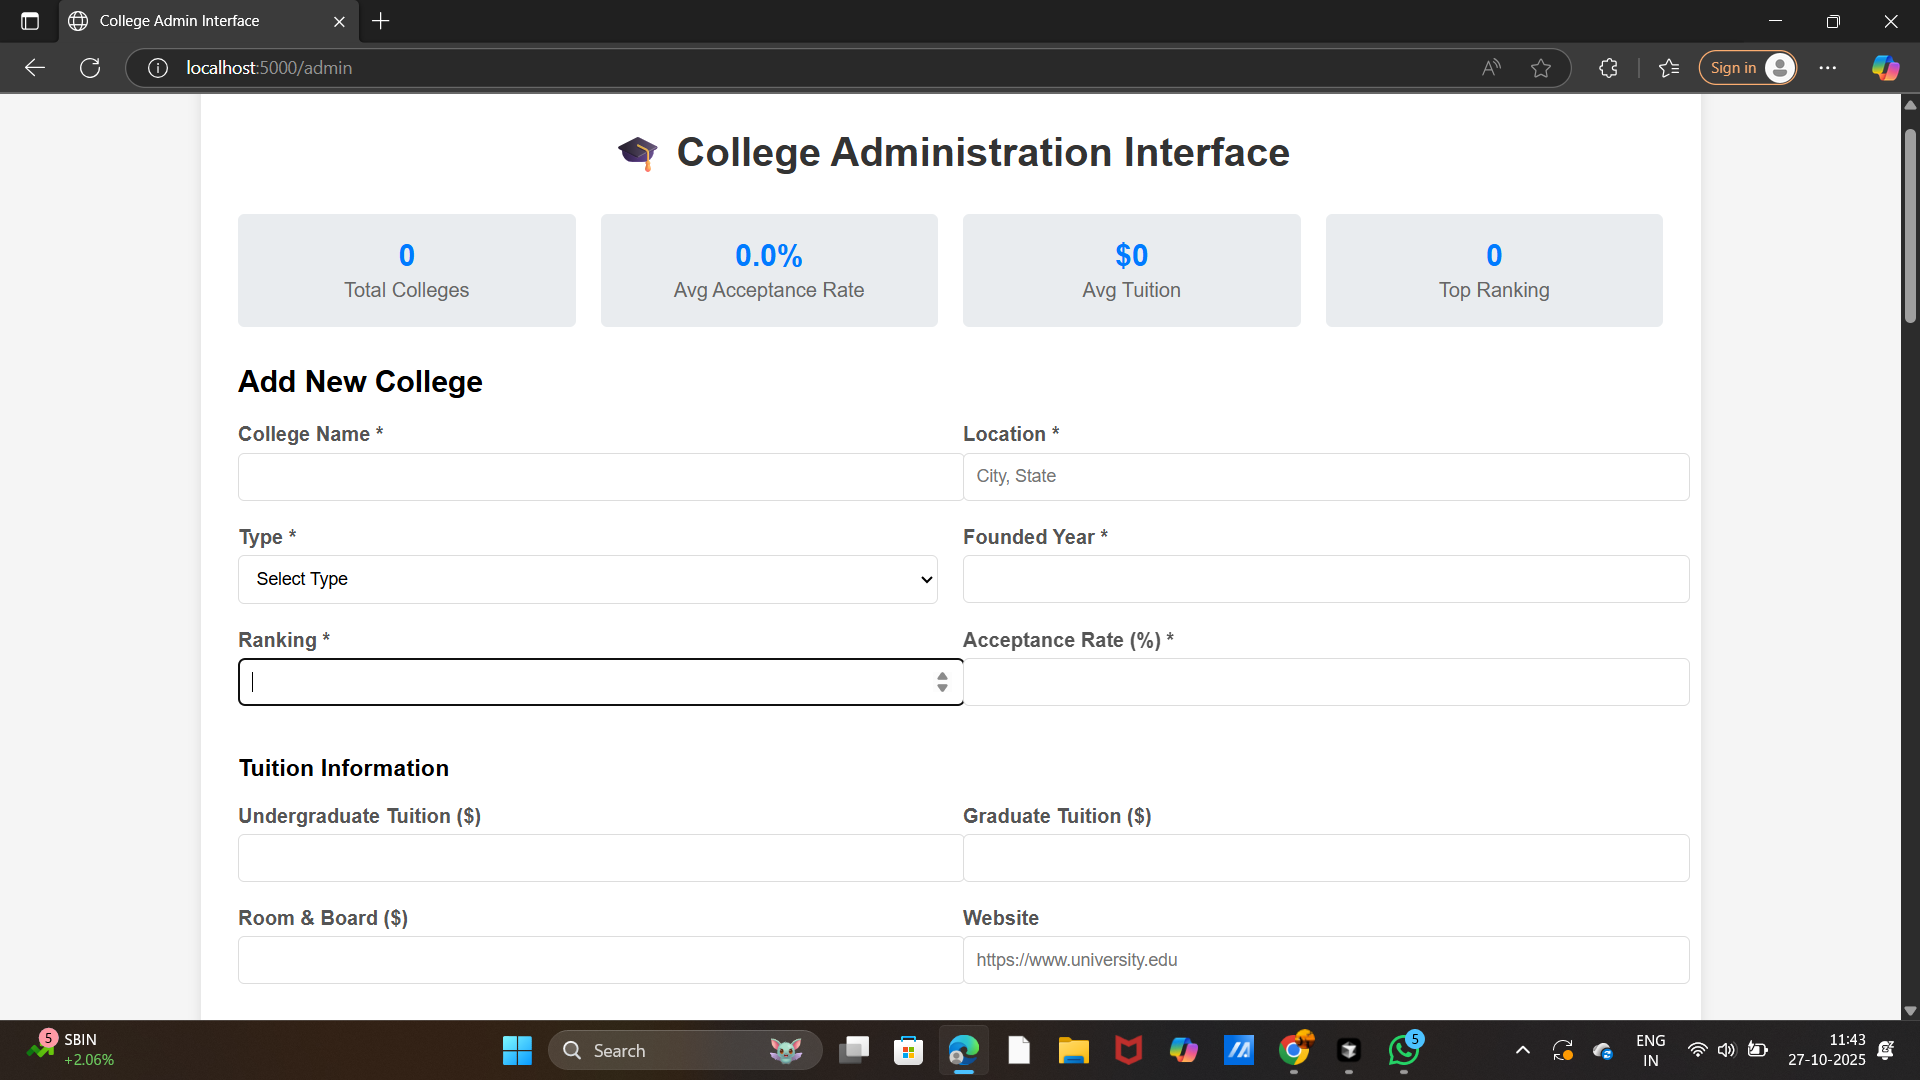 College Admin Interface
localhost:5000/admin
Sign in
College Administration Interface
0
Total Colleges
0.0%
Avg Acceptance Rate
$0
Avg Tuition
0
Top Ranking
Add New College
College Name *
Location *
City, State
Type *
Founded Year *
Select Type
Ranking *
Acceptance Rate (%) *
Tuition Information
Undergraduate Tuition ($)
Graduate Tuition ($)
Room & Board ($)
Website
https://www.university.edu
5
SBIN
+2.06%
Search
5
ENG
IN
11:43
27-10-2025